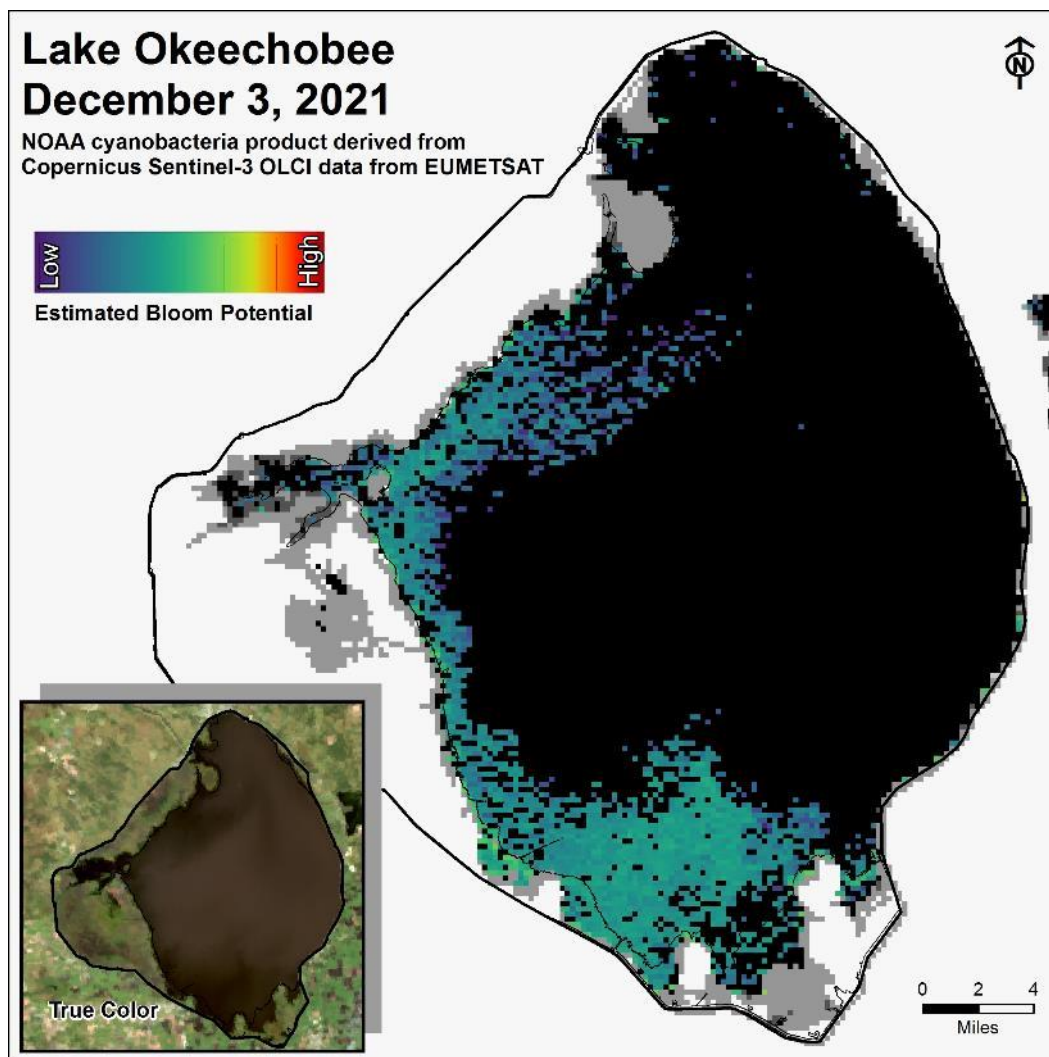 Lake Okeechobee
December 3, 2021
NOAA cyanobacteria product derived from
Copernicus Sentinel-3 OLCI data from EUMETSAT
N
Low
High
Estimated Bloom Potential
True Color
0 2 4
Miles